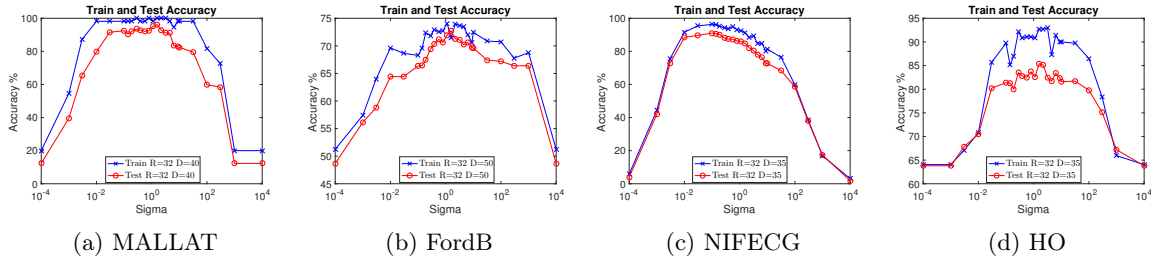 Train and Test Accuracy
Accuracy %
100
80
60
40
20
0
10^-4
10^-2
10^0
10^2
10^4
Sigma
Train R=32 D=40
Test R=32 D=40
(a) MALLAT
Train and Test Accuracy
Accuracy %
75
70
65
60
55
50
45
10^-4
10^-2
10^0
10^2
10^4
Sigma
Train R=32 D=50
Test R=32 D=50
(b) FordB
Train and Test Accuracy
Accuracy %
100
80
60
40
20
0
10^-4
10^-2
10^0
10^2
10^4
Sigma
Train R=32 D=35
Test R=32 D=35
(c) NIFECG
Train and Test Accuracy
Accuracy %
95
90
85
80
75
70
65
60
10^-4
10^-2
10^0
10^2
10^4
Sigma
Train R=32 D=35
Test R=32 D=35
(d) HO